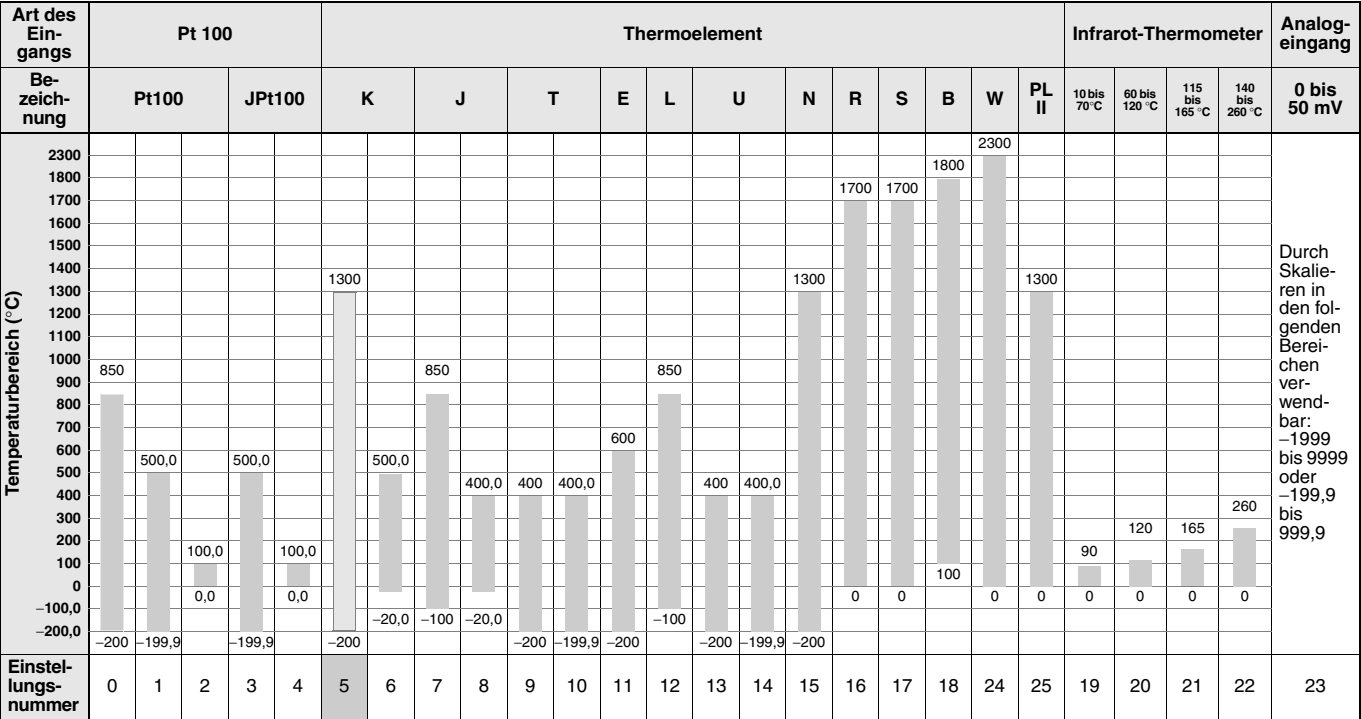 Art des Ein-gangs Pt 100 Thermoelement Infrarot-Thermometer Analog-eingang
Be-zeich-nung Pt100 JPt100 K J T E L U N R S B W PL II 10 bis 70°C 60 bis 120 °C 115 bis 165 °C 140 bis 260 °C 0 bis 50 mV
Temperaturbereich (°C)
2300
1800
1700
1600
1500
1400
1300
1200
1100
1000
900
800
700
600
500
400
300
200
100
0
–100,0
–200,0
2300
1800
1700 1700
1300 1300 1300
850 850 850
600
500,0 500,0 500,0
400,0 400 400,0 400 400,0
260
100,0 100,0 90 120 165
100
0,0 0,0 0 0 0 0 0 0 0 0
–20,0 –100 –20,0 –100
–200 –199,9 –199,9 –200 –200 –199,9 –200 –200 –199,9 –200
Durch
Skalie-
ren in
den fol-
genden
Berei-
chen
ver-
wend-
bar:
–1999
bis 9999
oder
–199,9
bis
999,9
Einstel-lungs-nummer 0 1 2 3 4 5 6 7 8 9 10 11 12 13 14 15 16 17 18 24 25 19 20 21 22 23